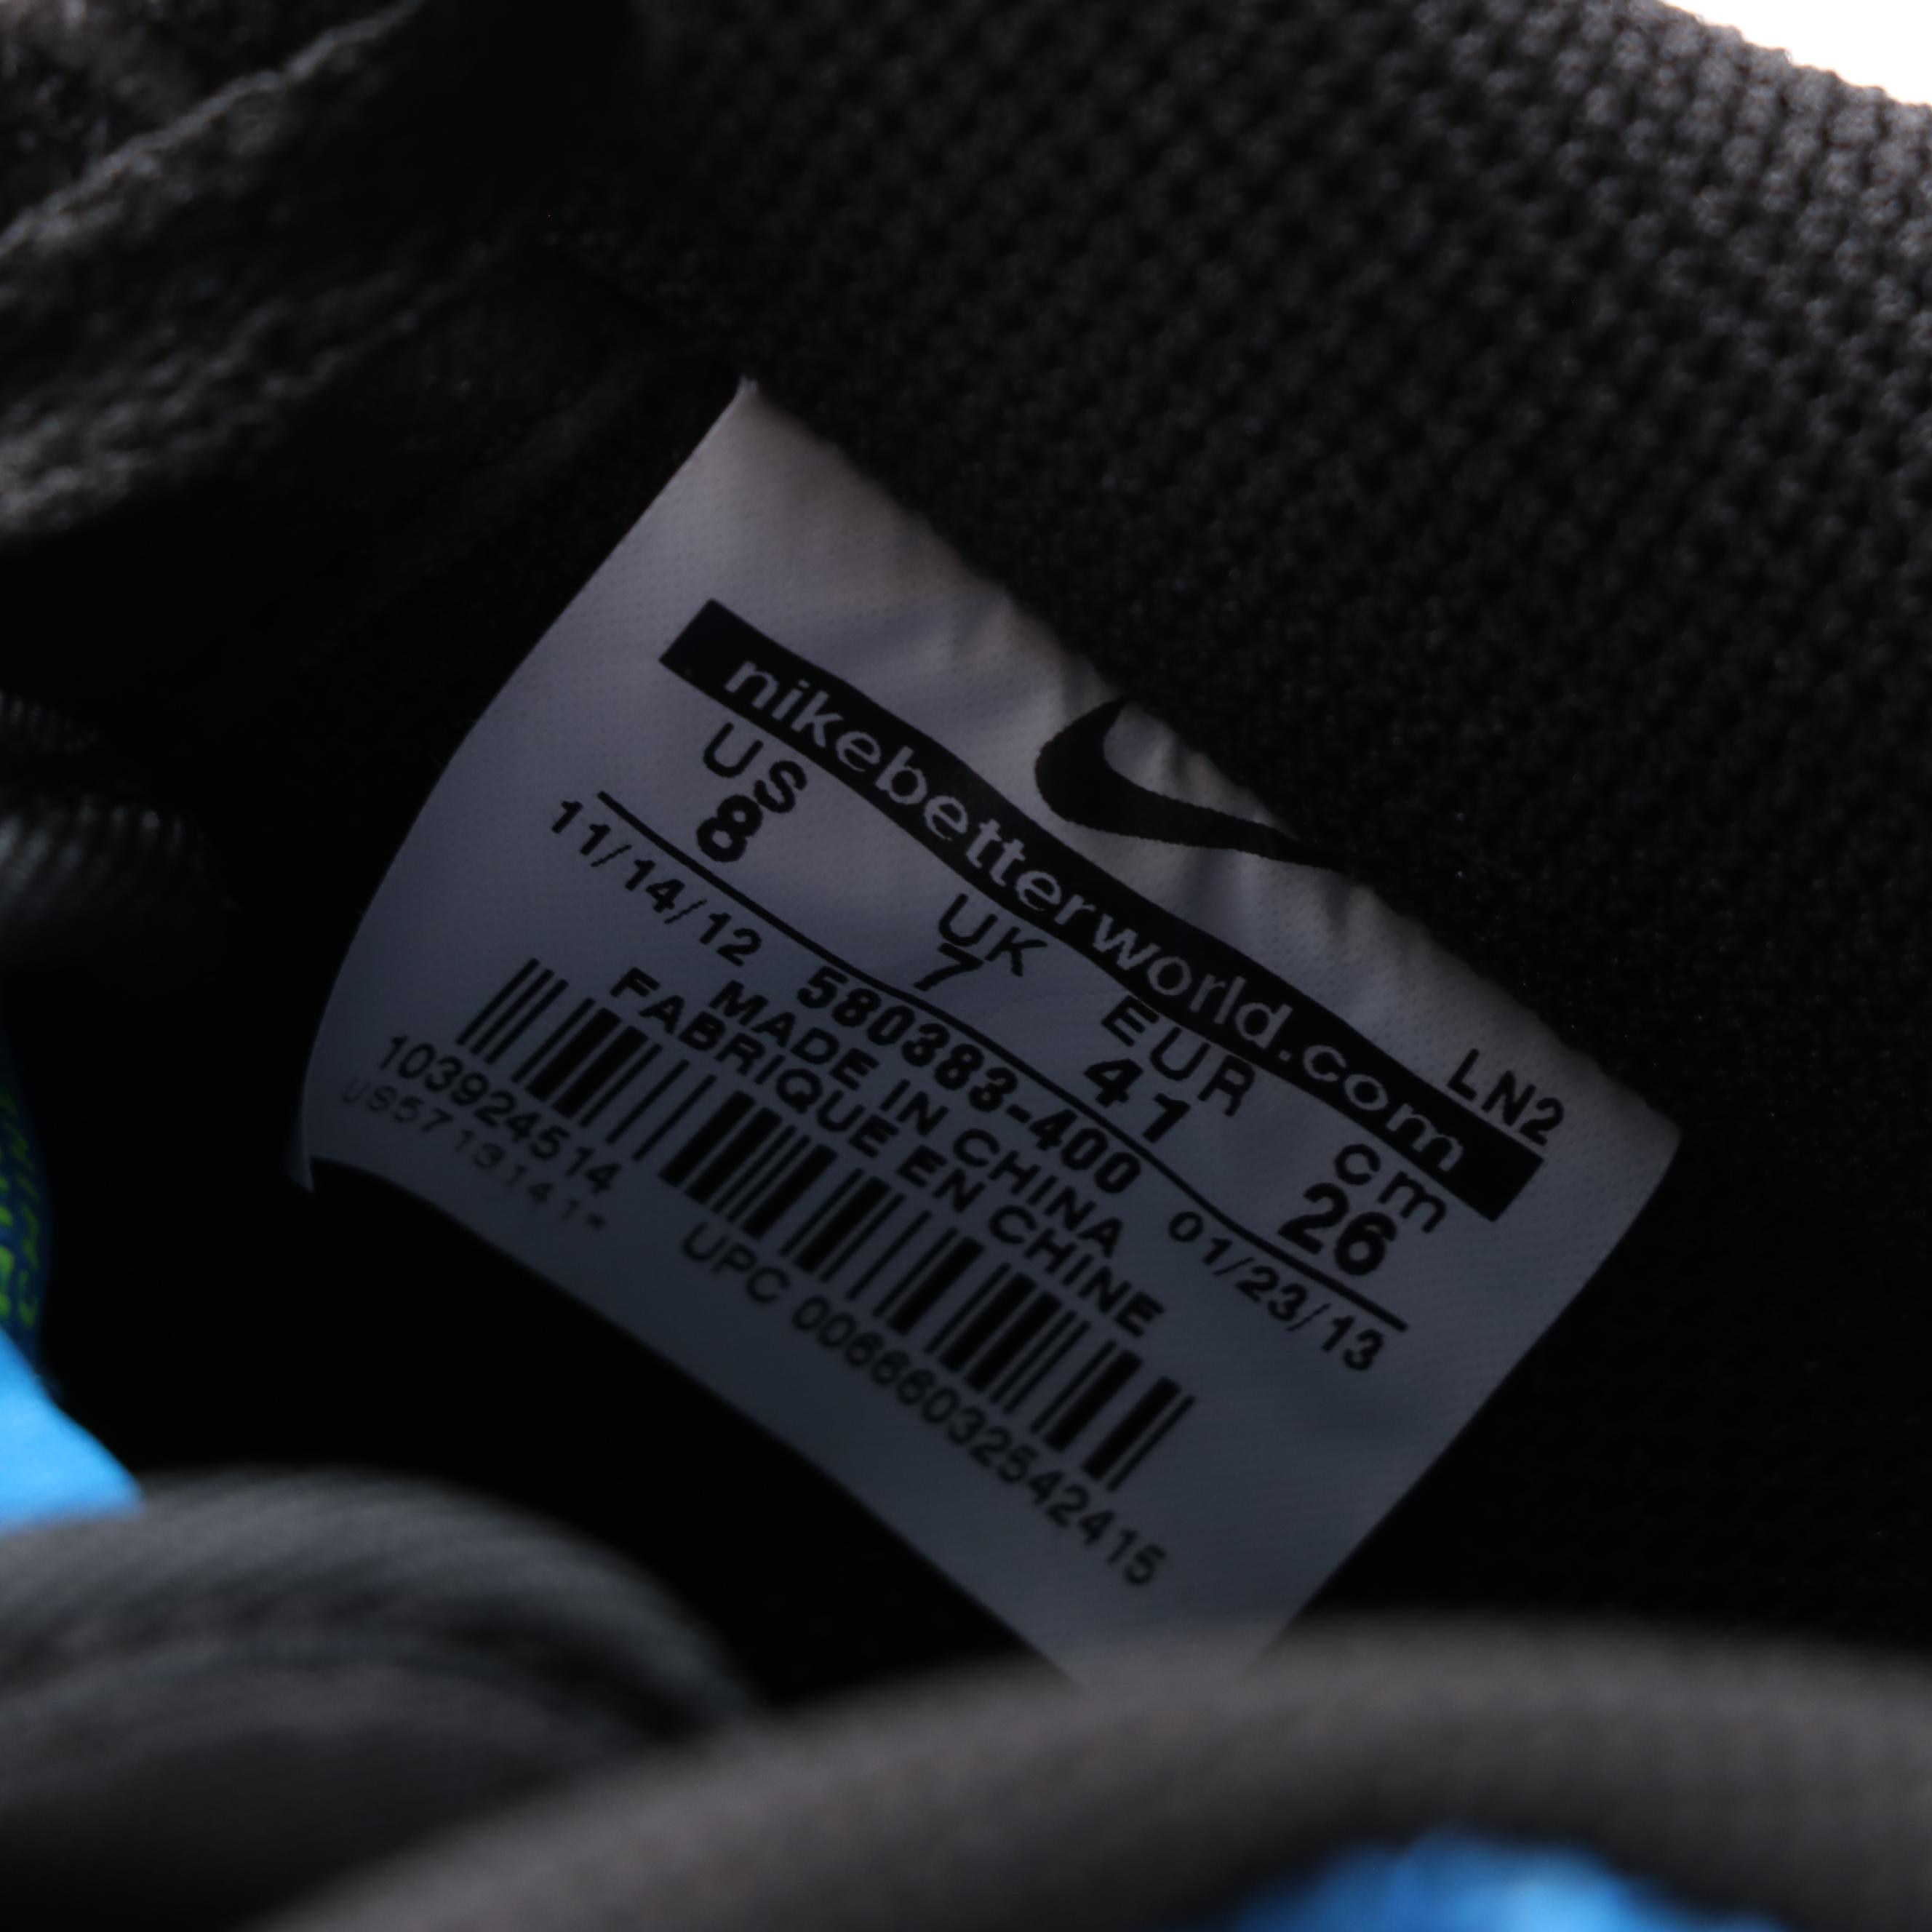 LN2
nikebetterworld.com
US UK EUR cm
8 7 41 26
11/14/12 580383-400 01/23/13
MADE IN CHINA
FABRIQUE EN CHINE
103924514 UPC 00666032542415